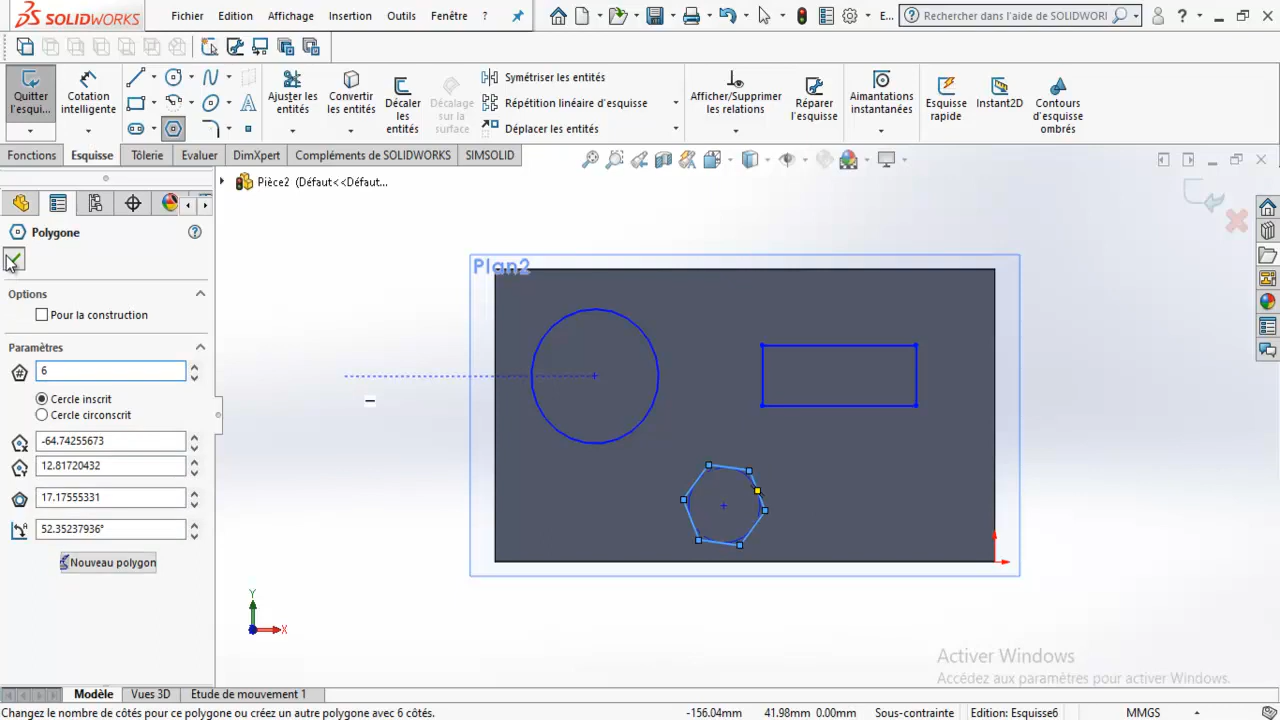 SOLIDWORKS Fichier Edition Affichage Insertion Outils Fenêtre ? E... Rechercher dans l'aide de SOLIDWORI ?
Quitter l'esqui...
Cotation intelligente
Ajuster les entités
Convertir les entités
Décaler les entités
Décalage sur la surface
Symétriser les entités
Répétition linéaire d'esquisse
Déplacer les entités
Afficher/Supprimer les relations
Réparer l'esquisse
Aimantations instantanées
Esquisse rapide
Instant2D
Contours d'esquisse ombrés
Fonctions Esquisse Tôlerie Evaluer DimXpert Compléments de SOLIDWORKS SIMSOLID
Pièce2 (Défaut<<Défaut...
Polygone
Options
Pour la construction
Paramètres
6
Cercle inscrit
Cercle circonscrit
-64.74255673
12.81720432
17.17555331
52.35237936°
Nouveau polygon
Plan2
Y
X
Activer Windows
Accédez aux paramètres pour activer Windows.
Modèle Vues 3D Etude de mouvement 1
Changez le nombre de côtés pour ce polygone ou créez un autre polygone avec 6 côtés. -156.04mm 41.98mm 0.00mm Sous-contrainte Edition: Esquisse6 MMGS